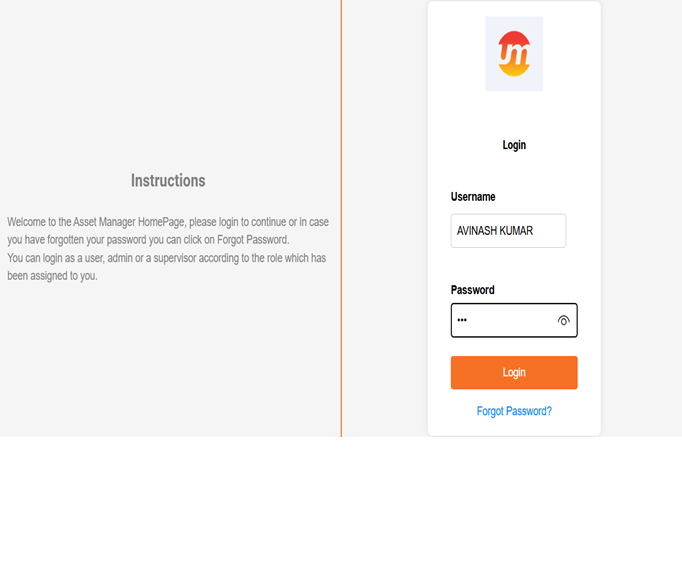 Instructions
Welcome to the Asset Manager HomePage, please login to continue or in case
you have forgotten your password you can click on Forgot Password.
You can login as a user, admin or a supervisor according to the role which has
been assigned to you.
Login
Username
AVINASH KUMAR
Password
•••
Login
Forgot Password?